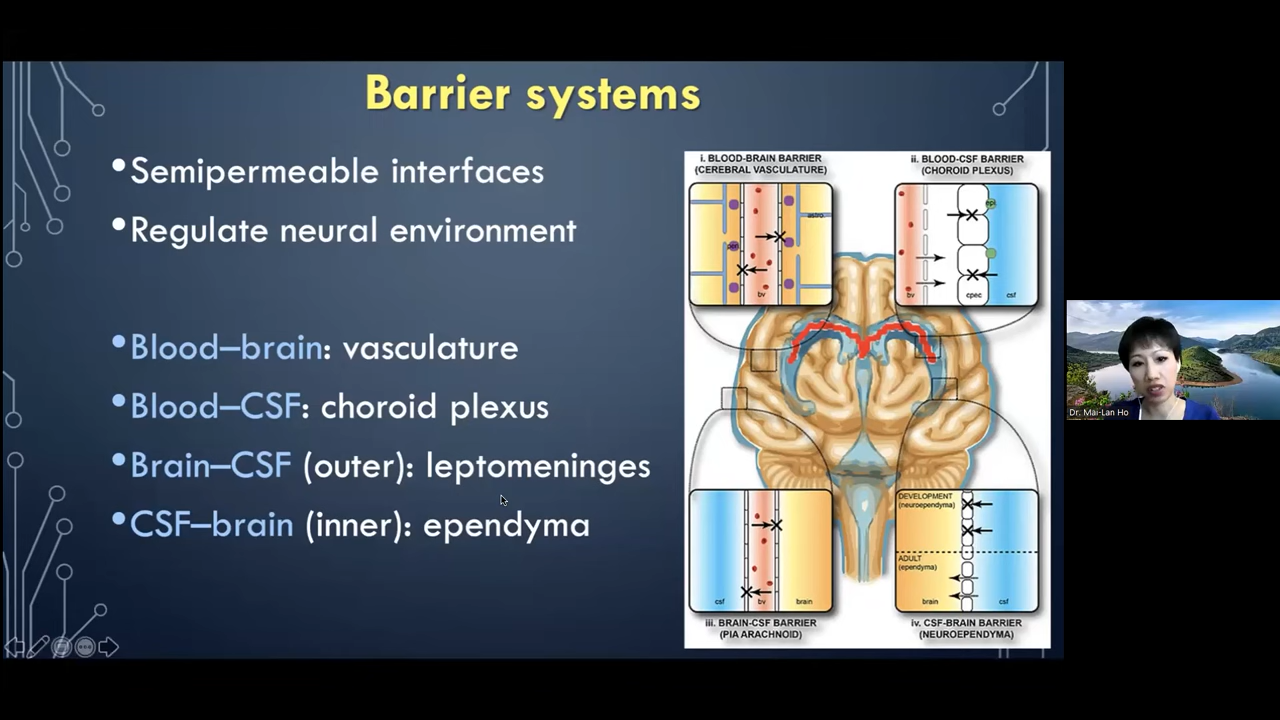 Barrier systems
•Semipermeable interfaces
•Regulate neural environment
•Blood–brain: vasculature
•Blood–CSF: choroid plexus
•Brain–CSF (outer): leptomeninges
•CSF–brain (inner): ependyma
i. BLOOD-BRAIN BARRIER
(CEREBRAL VASCULATURE)
astro
per
bv
ii. BLOOD-CSF BARRIER
(CHOROID PLEXUS)
epi
bv
cpec
csf
csf
bv
brain
iii. BRAIN-CSF BARRIER
(PIA ARACHNOID)
DEVELOPMENT
(neuroependyma)
ADULT
(ependyma)
brain
csf
iv. CSF-BRAIN BARRIER
(NEUROEPENDYMA)
Dr. Mai-Lan Ho